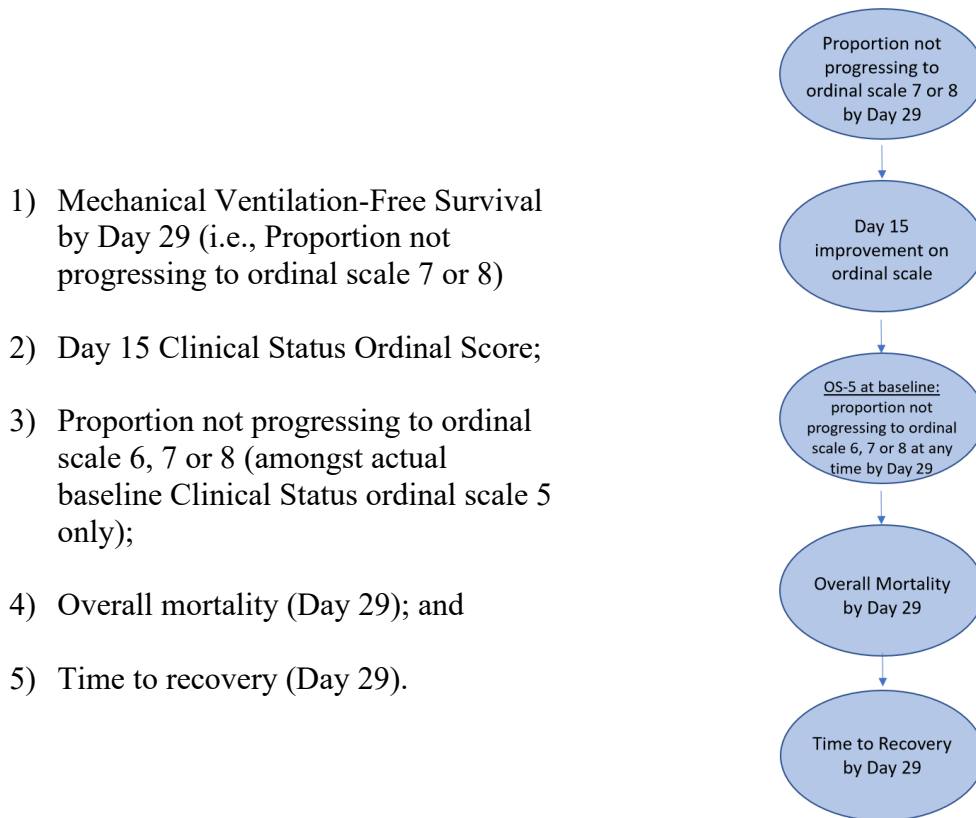 1) Mechanical Ventilation-Free Survival
by Day 29 (i.e., Proportion not
progressing to ordinal scale 7 or 8)
2) Day 15 Clinical Status Ordinal Score;
3) Proportion not progressing to ordinal
scale 6, 7 or 8 (amongst actual
baseline Clinical Status ordinal scale 5
only);
4) Overall mortality (Day 29); and
5) Time to recovery (Day 29).
Proportion not
progressing to
ordinal scale 7 or 8
by Day 29
Day 15
improvement on
ordinal scale
OS-5 at baseline:
proportion not
progressing to ordinal
scale 6, 7 or 8 at any
time by Day 29
Overall Mortality
by Day 29
Time to Recovery
by Day 29